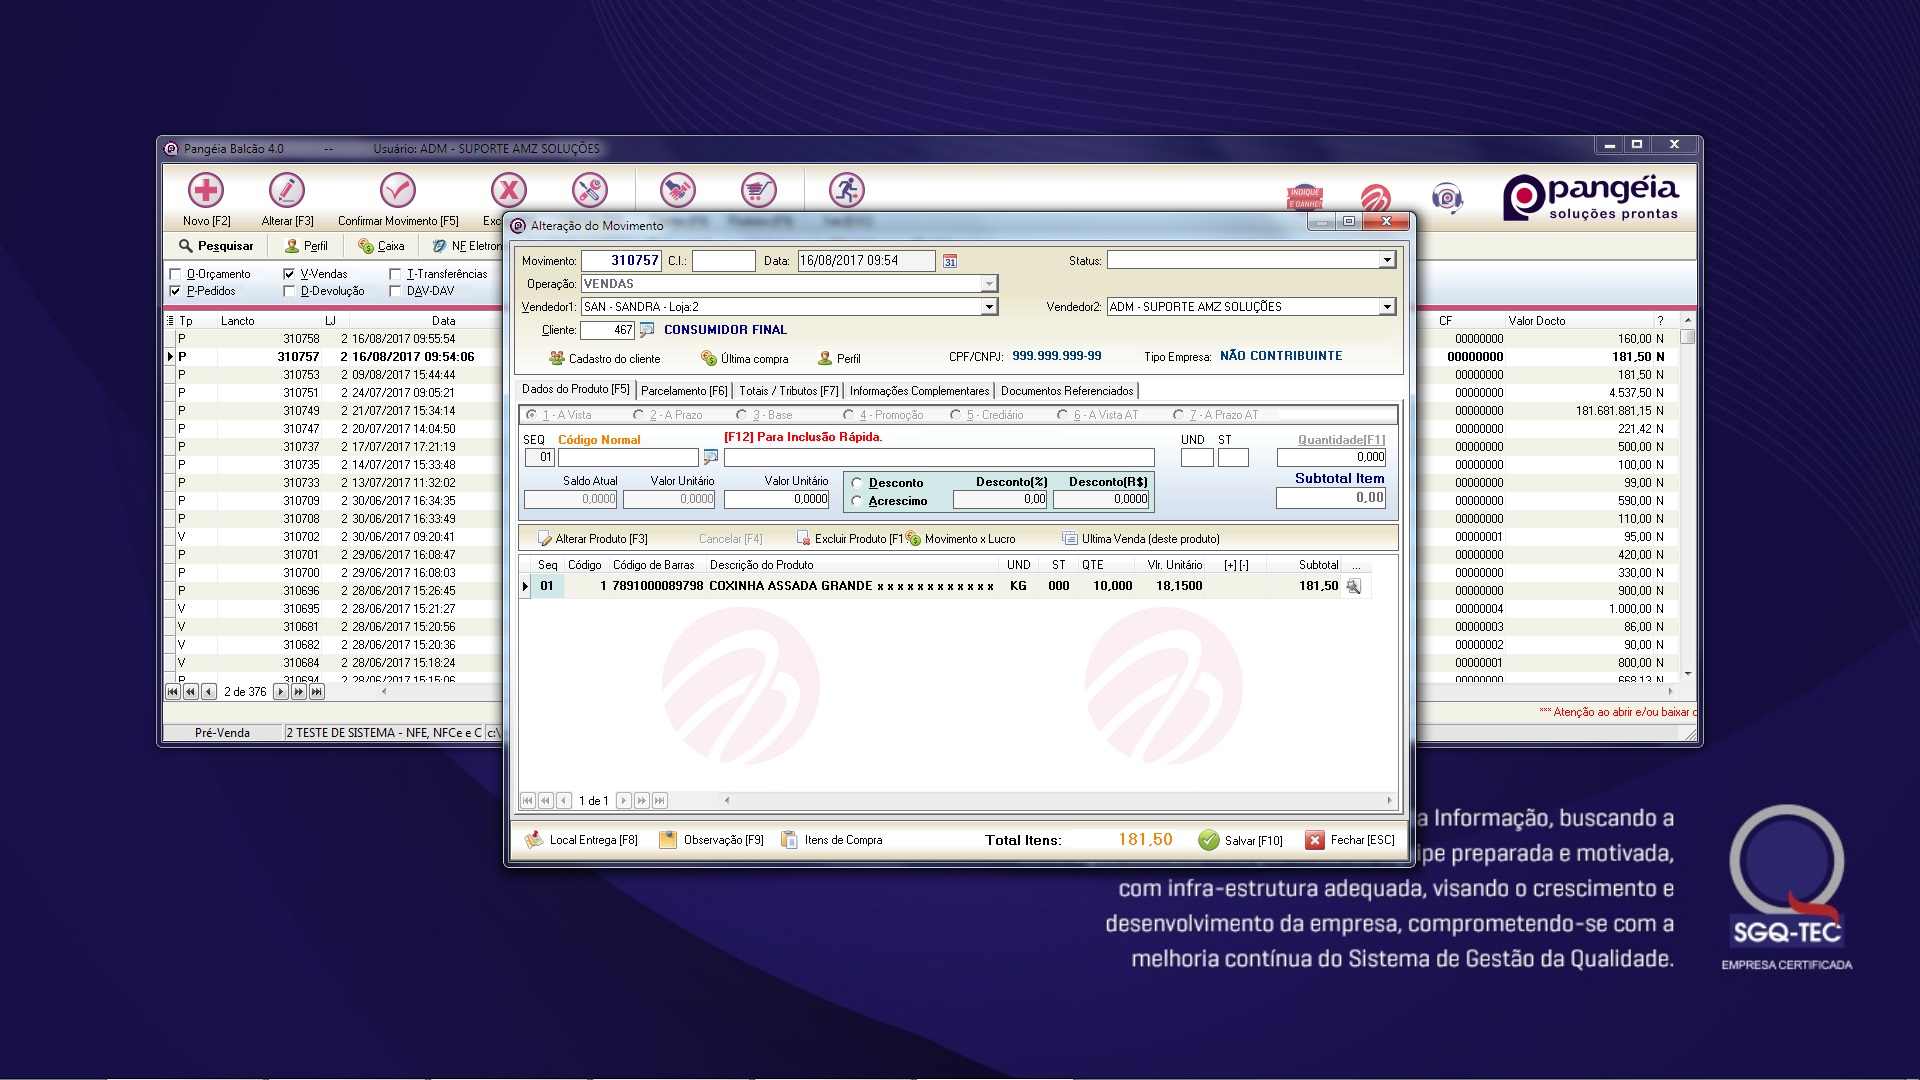 Pangéia Balcão 4.0 -- Usuário: ADM - SUPORTE AMZ SOLUÇÕES
Novo [F2] Alterar [F3] Confirmar Movimento [F5] Exc
INDIQUE E GANHE!
pangéia
soluções prontas
Pesquisar Perfil Caixa NF Eletron
O-Orçamento V-Vendas T-Transferências
P-Pedidos D-Devolução DAV-DAV
Tp Lancto LJ Data CF Valor Docto ?
P 310758 2 16/08/2017 09:55:54 00000000 160,00 N
P 310757 2 16/08/2017 09:54:06 00000000 181,50 N
P 310753 2 09/08/2017 15:44:44 00000000 181,50 N
P 310751 2 24/07/2017 09:05:21 00000000 4.537,50 N
P 310749 2 21/07/2017 15:34:14 00000000 181.681.881,15 N
P 310747 2 20/07/2017 14:04:50 00000000 221,42 N
P 310737 2 17/07/2017 17:21:19 00000000 500,00 N
P 310735 2 14/07/2017 15:33:48 00000000 100,00 N
P 310733 2 13/07/2017 11:32:02 00000000 99,00 N
P 310709 2 30/06/2017 16:34:35 00000000 590,00 N
P 310708 2 30/06/2017 16:33:49 00000000 110,00 N
V 310702 2 30/06/2017 09:20:41 00000001 95,00 N
P 310701 2 29/06/2017 16:08:47 00000000 420,00 N
P 310700 2 29/06/2017 16:08:03 00000000 330,00 N
P 310696 2 28/06/2017 15:26:45 00000000 900,00 N
V 310695 2 28/06/2017 15:21:27 00000004 1.000,00 N
V 310681 2 28/06/2017 15:20:56 00000003 86,00 N
V 310682 2 28/06/2017 15:20:36 00000002 90,00 N
V 310684 2 28/06/2017 15:18:24 00000001 800,00 N
P 310694 2 28/06/2017 15:15:06 00000000 668,13 N
2 de 376
*** Atenção ao abrir e/ou baixar
Pré-Venda 2 TESTE DE SISTEMA - NFE, NFCe e C c:\
Alteração do Movimento
Movimento: 310757 C.I.: Data: 16/08/2017 09:54 31 Status:
Operação: VENDAS
Vendedor1: SAN - SANDRA - Loja:2 Vendedor2: ADM - SUPORTE AMZ SOLUÇÕES
Cliente: 467 CONSUMIDOR FINAL
Cadastro do cliente Última compra Perfil CPF/CNPJ: 999.999.999-99 Tipo Empresa: NÃO CONTRIBUINTE
Dados do Produto [F5] Parcelamento [F6] Totais / Tributos [F7] Informações Complementares Documentos Referenciados
1 - A Vista 2 - A Prazo 3 - Base 4 - Promoção 5 - Crediário 6 - A Vista AT 7 - A Prazo AT
SEQ Código Normal [F12] Para Inclusão Rápida. UND ST Quantidade[F1]
01 0,000
Saldo Atual Valor Unitário Valor Unitário Desconto Desconto(%) Desconto(R$) Subtotal Item
0,0000 0,0000 0,0000 Acrescimo 0,00 0,0000 0,00
Alterar Produto [F3] Cancelar [F4] Excluir Produto [F1 Movimento x Lucro Ultima Venda (deste produto)
Seq Código Código de Barras Descrição do Produto UND ST QTE Vlr. Unitário [+] [-] Subtotal ...
01 1 7891000089798 COXINHA ASSADA GRANDE x x x x x x x x x x x x KG 000 10,000 18,1500 181,50
1 de 1
Local Entrega [F8] Observação [F9] Itens de Compra Total Itens: 181,50 Salvar [F10] Fechar [ESC]
a Informação, buscando a
ipe preparada e motivada,
com infra-estrutura adequada, visando o crescimento e
desenvolvimento da empresa, comprometendo-se com a
melhoria contínua do Sistema de Gestão da Qualidade.
SGQ-TEC
EMPRESA CERTIFICADA